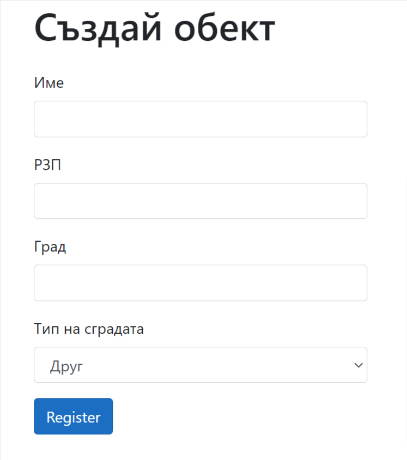 Създай обект
Име
РЗП
Град
Тип на сградата
Друг
Register